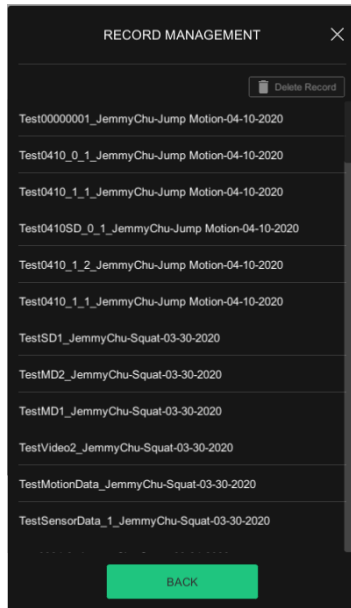 RECORD MANAGEMENT
Delete Record
Test00000001_JemmyChu-Jump Motion-04-10-2020
Test0410_0_1_JemmyChu-Jump Motion-04-10-2020
Test0410_1_1_JemmyChu-Jump Motion-04-10-2020
Test0410SD_0_1_JemmyChu-Jump Motion-04-10-2020
Test0410_1_2_JemmyChu-Jump Motion-04-10-2020
Test0410_1_1_JemmyChu-Jump Motion-04-10-2020
TestSD1_JemmyChu-Squat-03-30-2020
TestMD2_JemmyChu-Squat-03-30-2020
TestMD1_JemmyChu-Squat-03-30-2020
TestVideo2_JemmyChu-Squat-03-30-2020
TestMotionData_JemmyChu-Squat-03-30-2020
TestSensorData_1_JemmyChu-Squat-03-30-2020
BACK